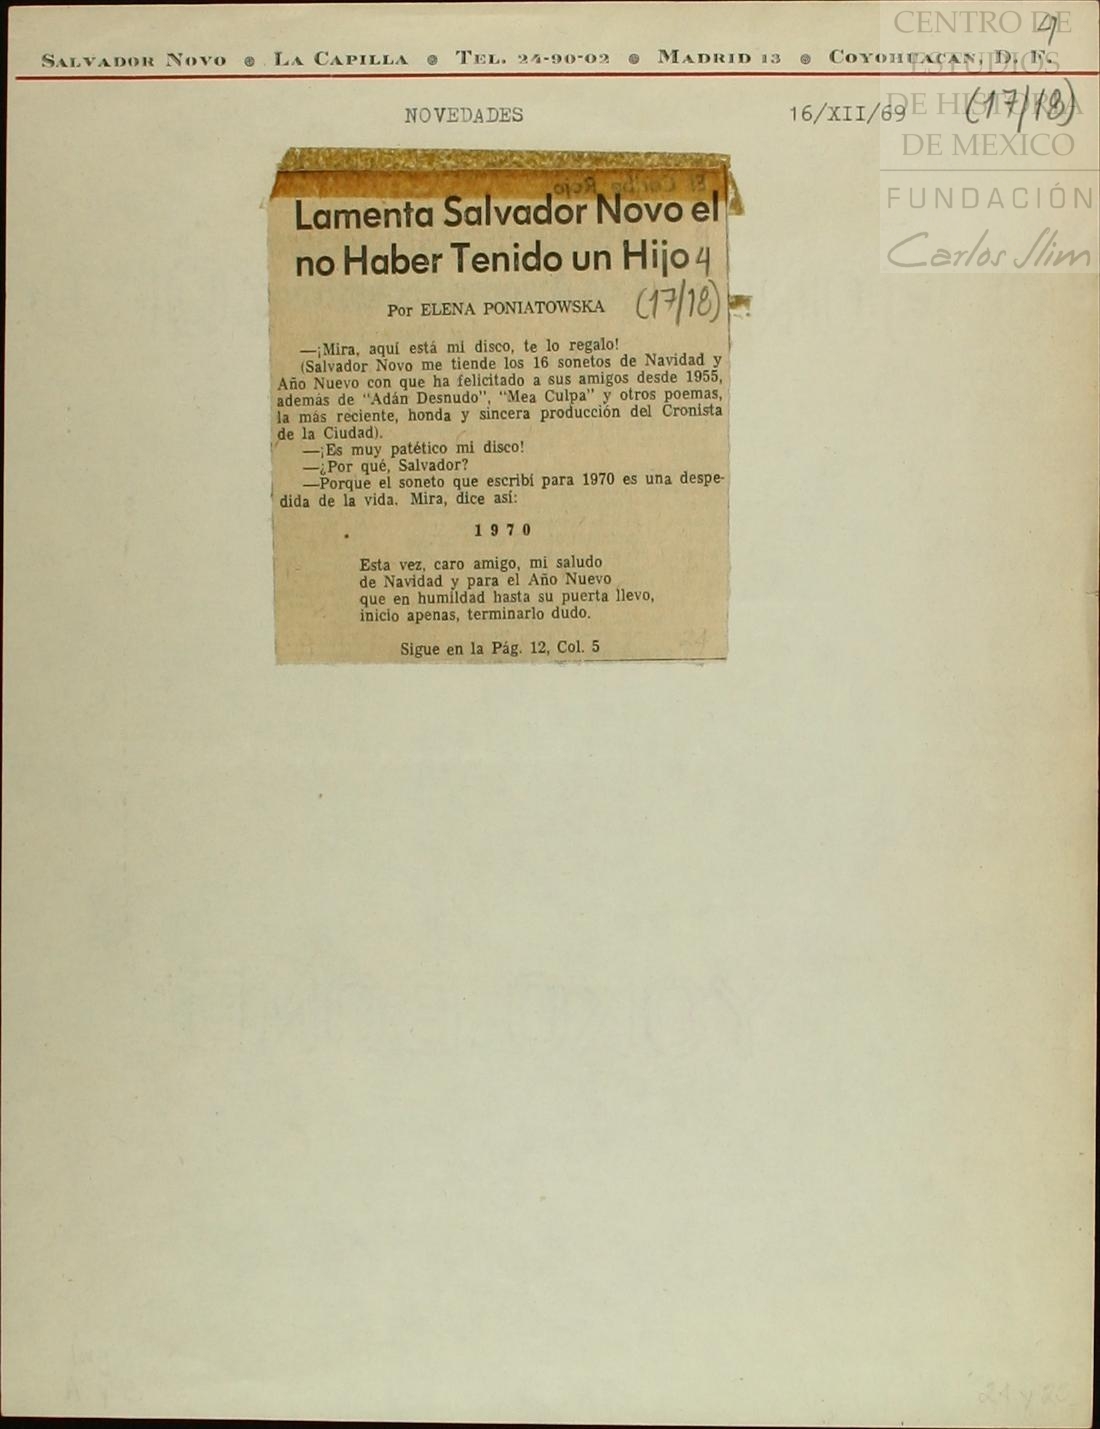 CENTRO DE
ESTUDIOS
DE HISTORIA
DE MEXICO
FUNDACIÓN
Carlos Slim
4
SALVADOR NOVO LA CAPILLA TEL. 24-90-02 MADRID 13 COYOHUACAN, D. F.
NOVEDADES 16/XII/69 (17/18)
El Caribe Rojo
Lamenta Salvador Novo el
no Haber Tenido un Hijo 4
Por ELENA PONIATOWSKA (17/18)
—¡Mira, aquí está mi disco, te lo regalo!
(Salvador Novo me tiende los 16 sonetos de Navidad y
Año Nuevo con que ha felicitado a sus amigos desde 1955,
además de "Adán Desnudo", "Mea Culpa" y otros poemas,
la más reciente, honda y sincera producción del Cronista
de la Ciudad).
—¡Es muy patético mi disco!
—¿Por qué, Salvador?
—Porque el soneto que escribí para 1970 es una despe-
dida de la vida. Mira, dice así:
1970
Esta vez, caro amigo, mi saludo
de Navidad y para el Año Nuevo
que en humildad hasta su puerta llevo,
inicio apenas, terminarlo dudo.
Sigue en la Pág. 12, Col. 5
24